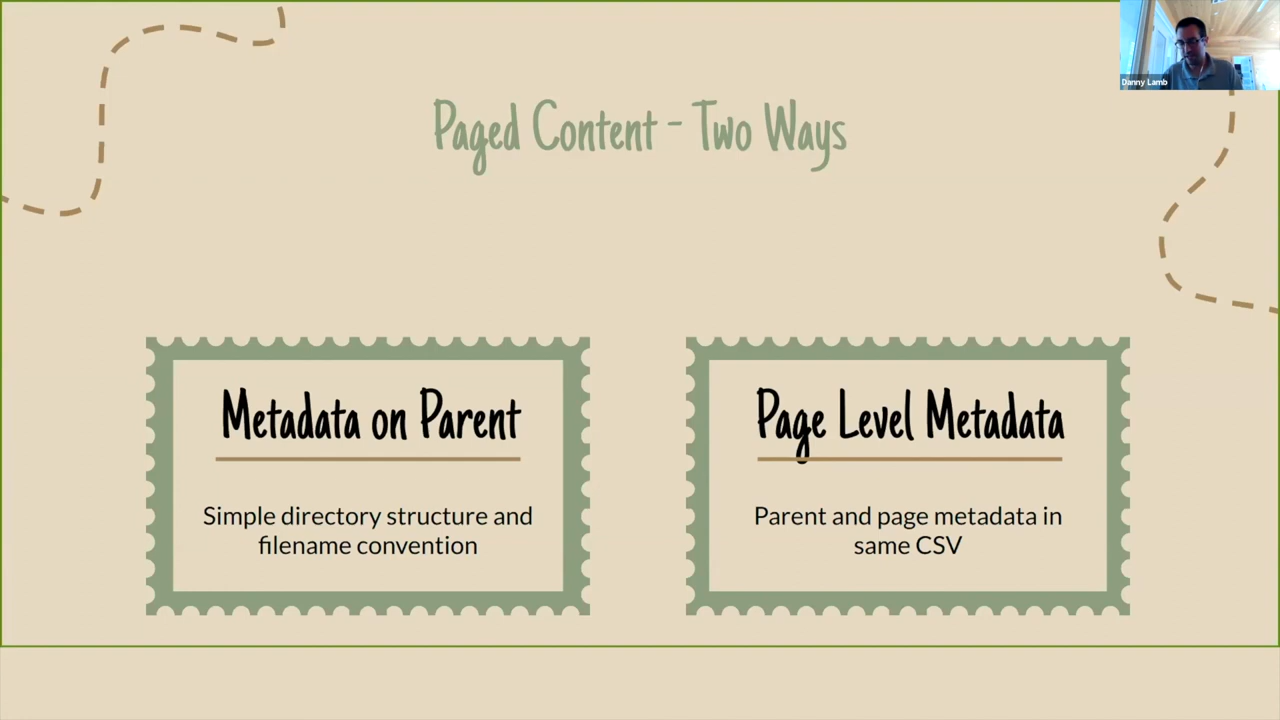 Danny Lamb
Paged Content - Two Ways
Metadata on Parent
Simple directory structure and
filename convention
Page Level Metadata
Parent and page metadata in
same CSV